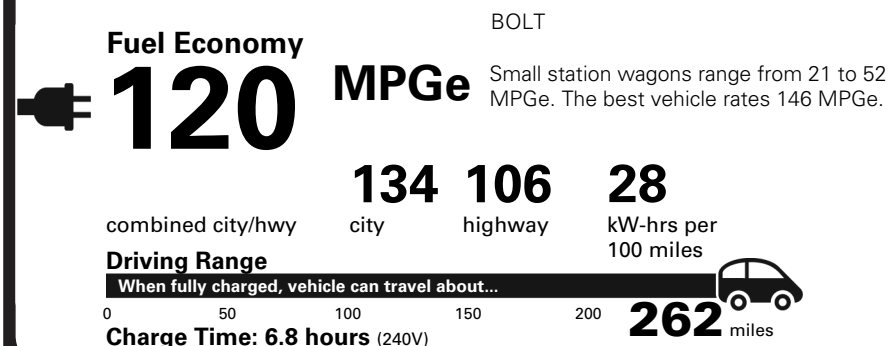 BOLT
Fuel Economy
120
MPGe
Small station wagons range from 21 to 52
MPGe. The best vehicle rates 146 MPGe.
134 106 28
combined city/hwy city highway kW-hrs per
100 miles
Driving Range
When fully charged, vehicle can travel about...
0 50 100 150 200 262 miles
Charge Time: 6.8 hours (240V)